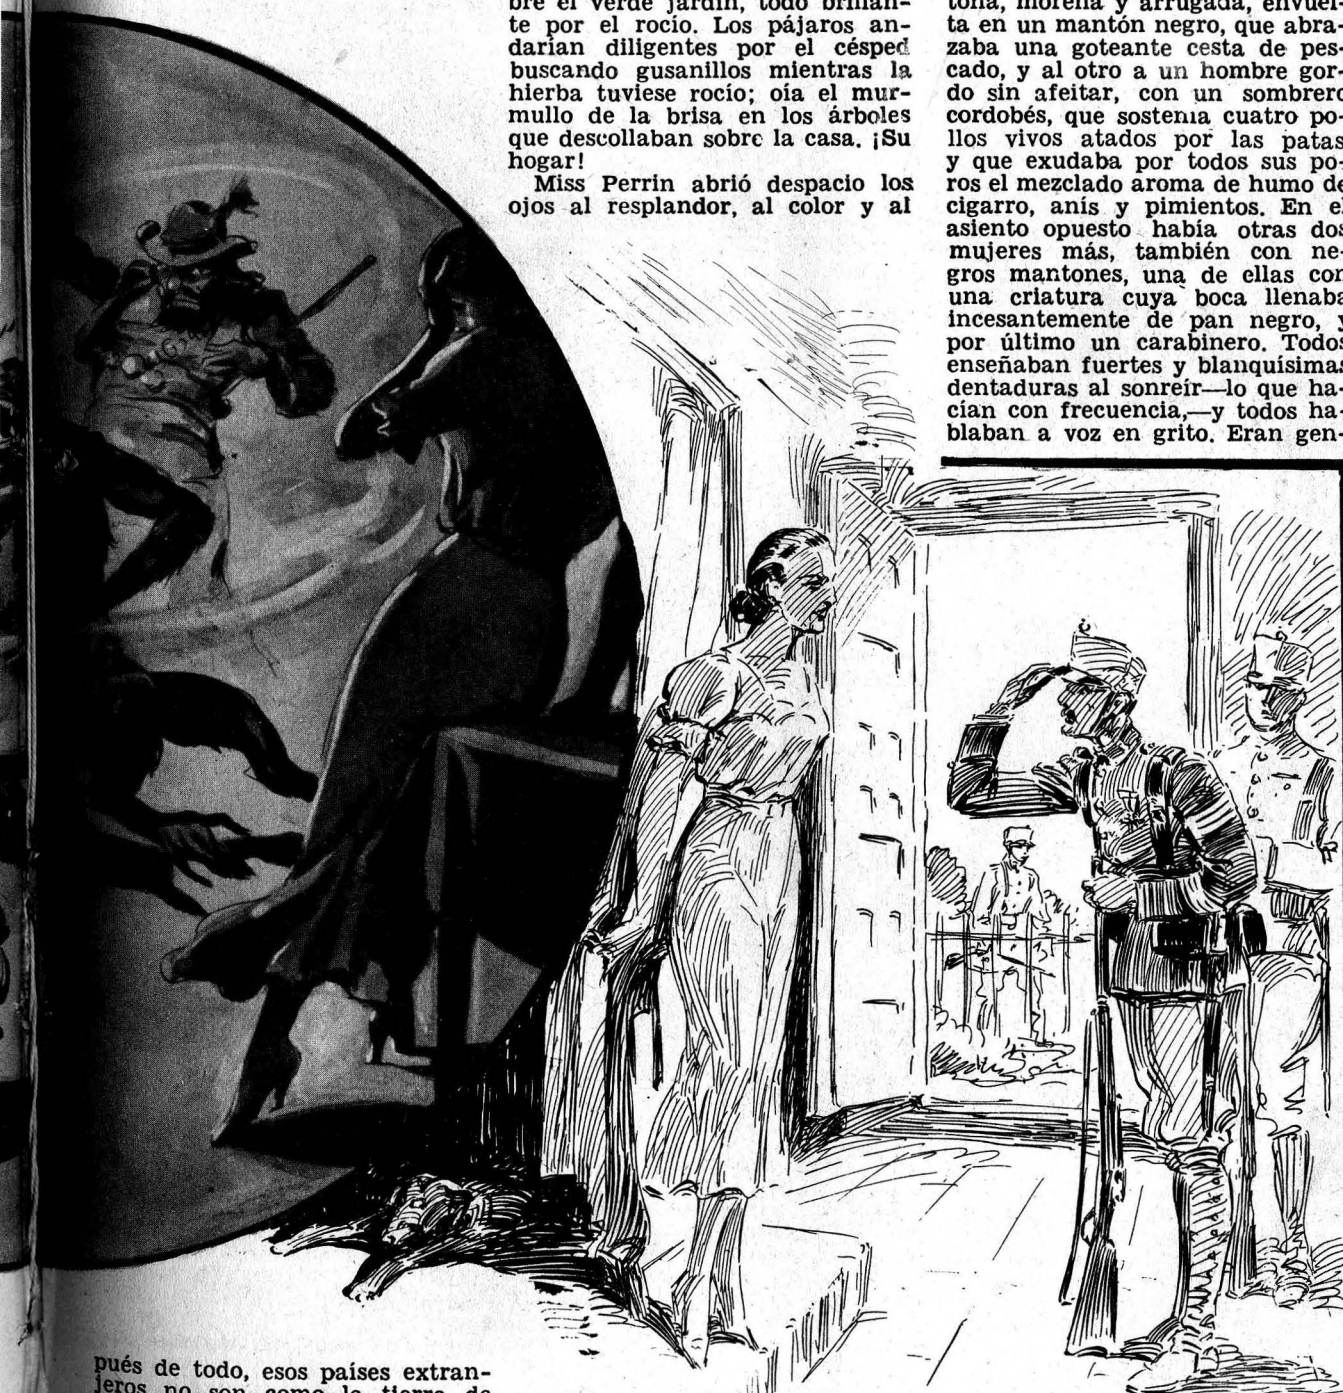 bre el verde jardín, todo brillan-
te por el rocío. Los pájaros an-
darían diligentes por el césped
buscando gusanillos mientras la
hierba tuviese rocío; oía el mur-
mullo de la brisa en los árboles
que descollaban sobre la casa. ¡Su
hogar!
Miss Perrin abrió despacio los
ojos al resplandor, al color y al
tona, morena y arrugada, envuel-
ta en un mantón negro, que abra-
zaba una goteante cesta de pes-
cado, y al otro a un hombre gor-
do sin afeitar, con un sombrero
cordobés, que sostenía cuatro po-
llos vivos atados por las patas
y que exudaba por todos sus po-
ros el mezclado aroma de humo de
cigarro, anís y pimientos. En el
asiento opuesto había otras dos
mujeres más, también con ne-
gros mantones, una de ellas con
una criatura cuya boca llenaba
incesantemente de pan negro, y
por último un carabinero. Todos
enseñaban fuertes y blanquísimas
dentaduras al sonreír—lo que ha-
cían con frecuencia,—y todos ha-
blaban a voz en grito. Eran gen-
pués de todo, esos países extran-
jeros no son como la tierra de